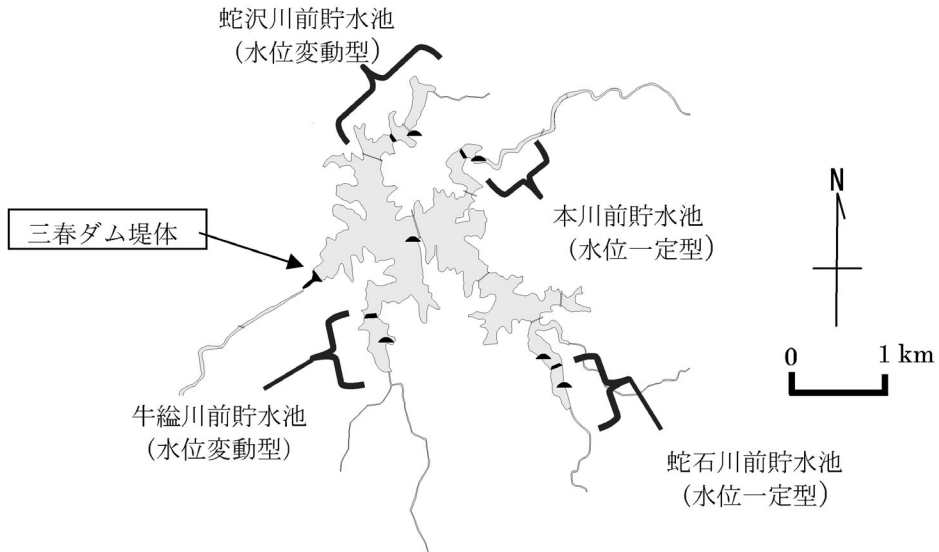 蛇沢川前貯水池
(水位変動型)
本川前貯水池
(水位一定型)
三春ダム堤体
N
0 1 km
牛縊川前貯水池
(水位変動型)
蛇石川前貯水池
(水位一定型)